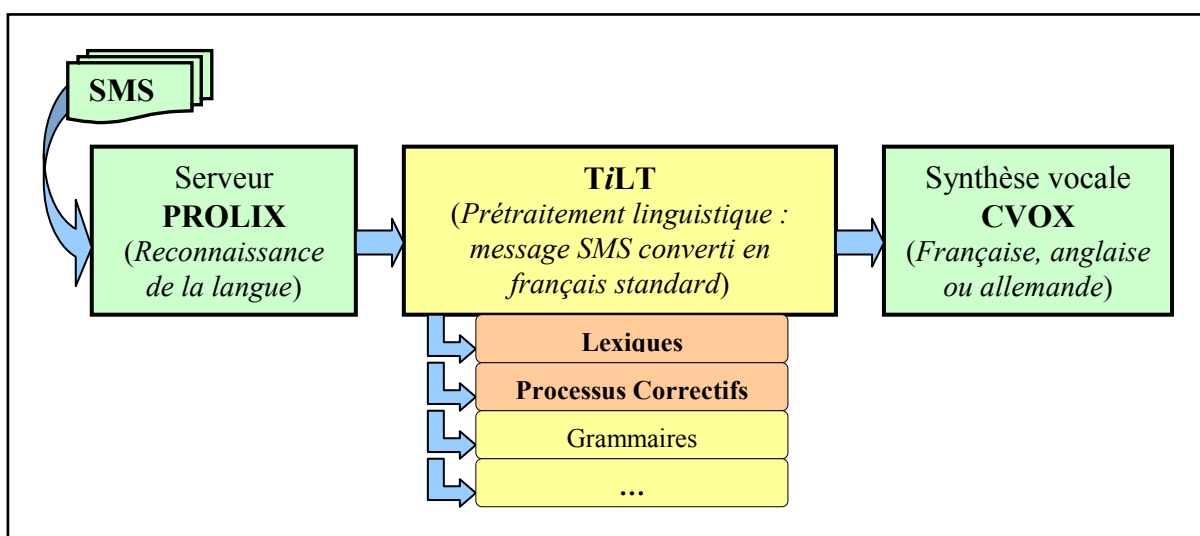 SMS
Serveur
PROLIX
(Reconnaissance
de la langue)
TiLT
(Prétraitement linguistique :
message SMS converti en
français standard)
Synthèse vocale
CVOX
(Française, anglaise
ou allemande)
Lexiques
Processus Correctifs
Grammaires
…